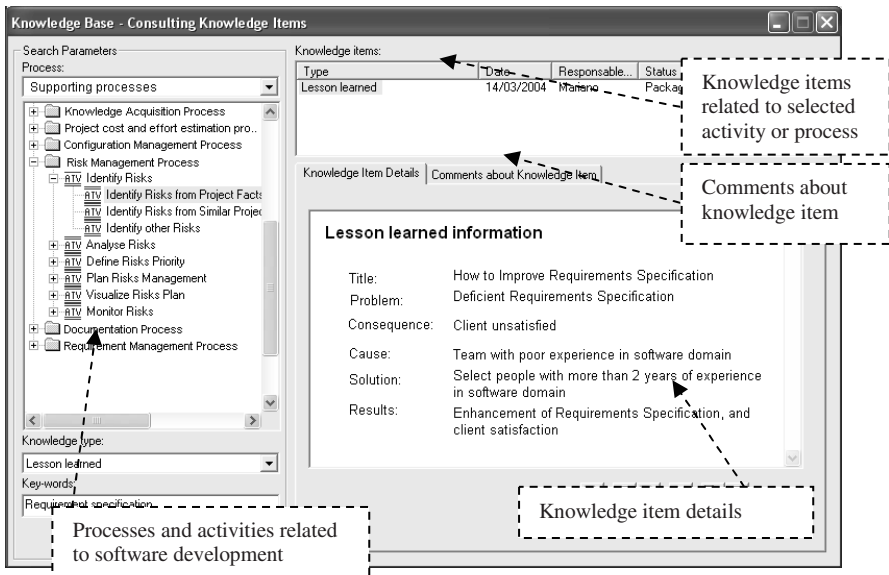 Knowledge Base - Consulting Knowledge Items
Search Parameters
Process:
Supporting processes
Knowledge Acquisition Process
Project cost and effort estimation pro..
Configuration Management Process
Risk Management Process
ATV Identify Risks
ATV Identify Risks from Project Facts
ATV Identify Risks from Similar Projec
ATV Identify other Risks
ATV Analyse Risks
ATV Define Risks Priority
ATV Plan Risks Management
ATV Visualize Risks Plan
ATV Monitor Risks
Documentation Process
Requirement Management Process
Knowledge type:
Lesson learned
Key-words:
Requirement specification
Processes and activities related
to software development
Knowledge items:
Type Date Responsable... Status
Lesson learned 14/03/2004 Mariano Packag
Knowledge items
related to selected
activity or process
Knowledge Item Details Comments about Knowledge Item
Comments about
knowledge item
Lesson learned information
Title: How to Improve Requirements Specification
Problem: Deficient Requirements Specification
Consequence: Client unsatisfied
Cause: Team with poor experience in software domain
Solution: Select people with more than 2 years of experience
in software domain
Results: Enhancement of Requirements Specification, and
client satisfaction
Knowledge item details